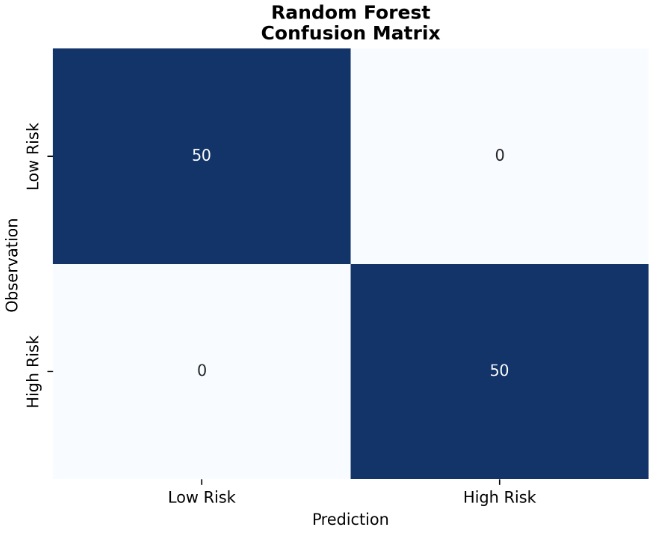 Random Forest
Confusion Matrix
Observation
Low Risk
50
0
High Risk
0
50
Low Risk
High Risk
Prediction